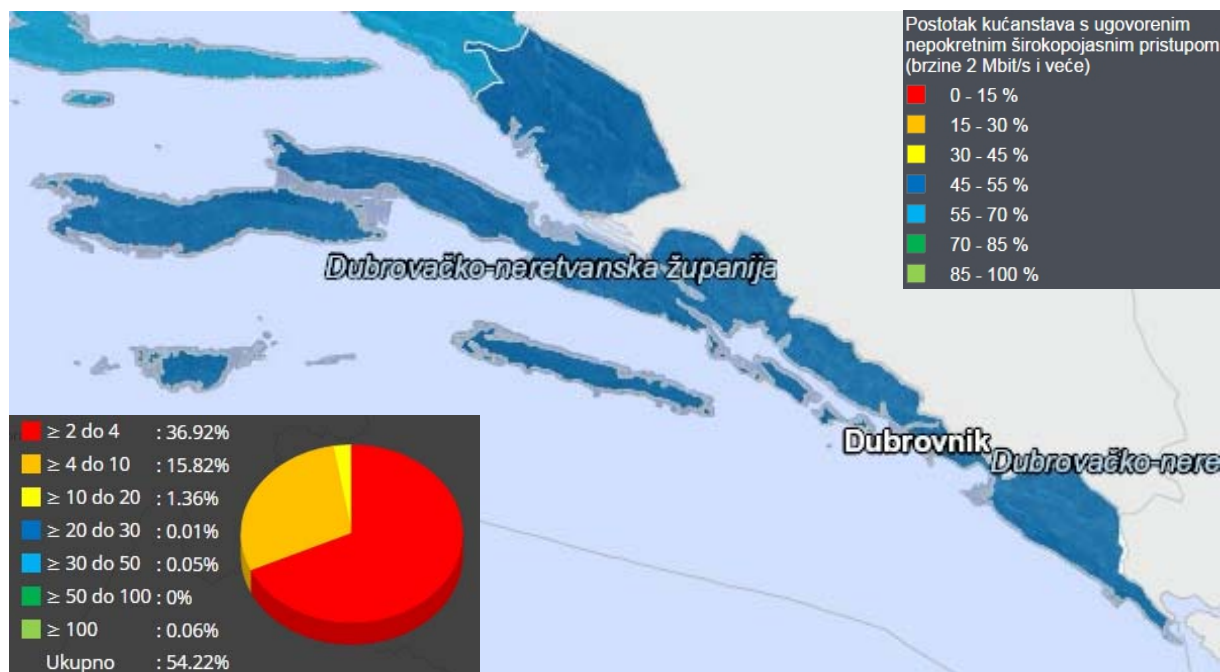 Postotak kućanstava s ugovorenim
nepokretnim širokopojasnim pristupom
(brzine 2 Mbit/s i veće)
0 - 15 %
15 - 30 %
30 - 45 %
45 - 55 %
55 - 70 %
70 - 85 %
85 - 100 %
Dubrovačko-neretvanska županija
Dubrovnik
Dubrovačko-nere
≥ 2 do 4 : 36.92%
≥ 4 do 10 : 15.82%
≥ 10 do 20 : 1.36%
≥ 20 do 30 : 0.01%
≥ 30 do 50 : 0.05%
≥ 50 do 100 : 0%
≥ 100 : 0.06%
Ukupno : 54.22%